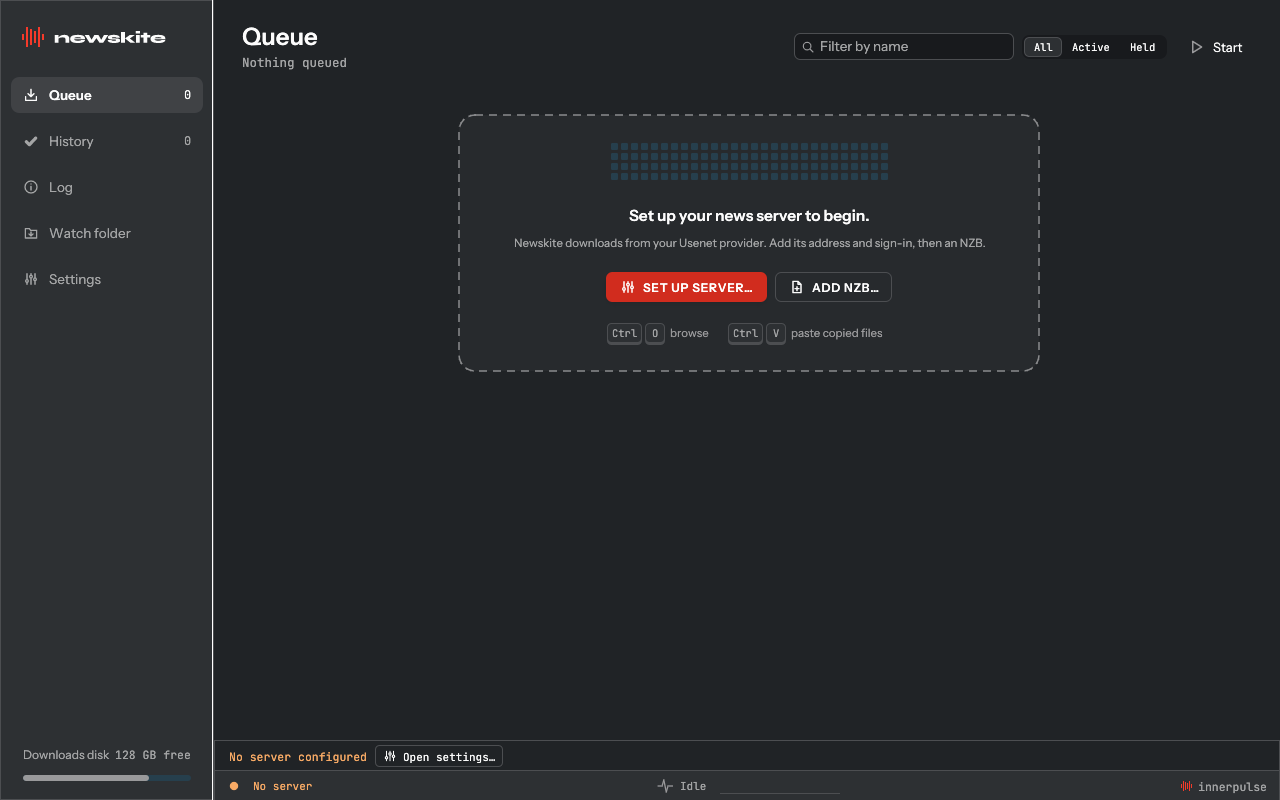 newskite
Queue 0
History 0
Log
Watch folder
Settings
Downloads disk 128 GB free
Queue
Nothing queued
Filter by name
All Active Held
Start
Set up your news server to begin.
Newskite downloads from your Usenet provider. Add its address and sign-in, then an NZB.
SET UP SERVER… ADD NZB…
Ctrl O browse Ctrl V paste copied files
No server configured Open settings…
No server Idle innerpulse